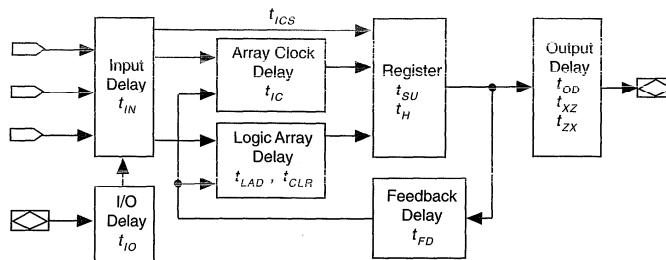 t_ICS
Input
Delay
t_IN
Array Clock
Delay
t_IC
Register
t_SU
t_H
Output
Delay
t_OD
t_XZ
t_ZX
Logic Array
Delay
t_LAD , t_CLR
I/O
Delay
t_IO
Feedback
Delay
t_FD